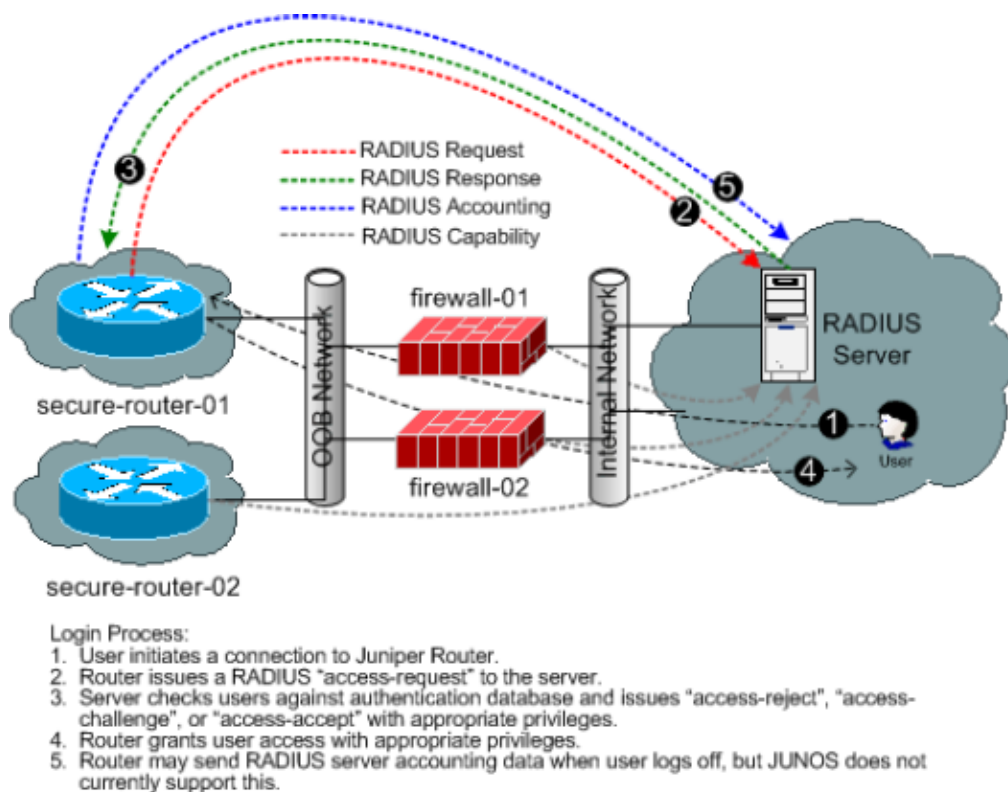 3
RADIUS Request
RADIUS Response
RADIUS Accounting
RADIUS Capability
5
2
firewall-01
RADIUS
Server
secure-router-01
OOB Network
Internal Network
1
User
4
firewall-02
secure-router-02
Login Process:
1. User initiates a connection to Juniper Router.
2. Router issues a RADIUS “access-request” to the server.
3. Server checks users against authentication database and issues “access-reject”, “access-
challenge”, or “access-accept” with appropriate privileges.
4. Router grants user access with appropriate privileges.
5. Router may send RADIUS server accounting data when user logs off, but JUNOS does not
currently support this.